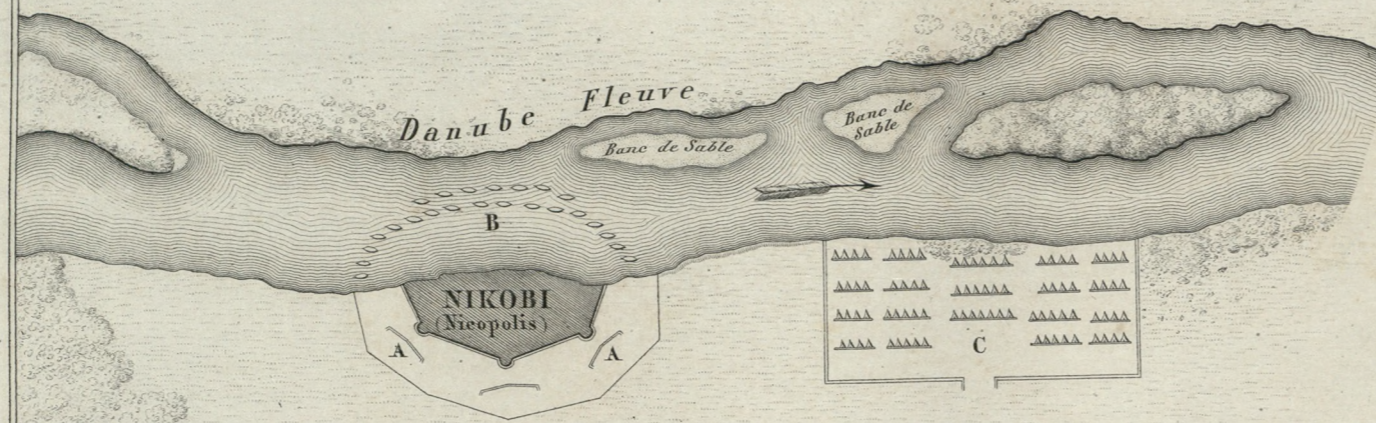 Danube Fleuve
Banc de Sable
Banc de
Sable
B
NIKOBI
(Nicopolis)
A
A
C